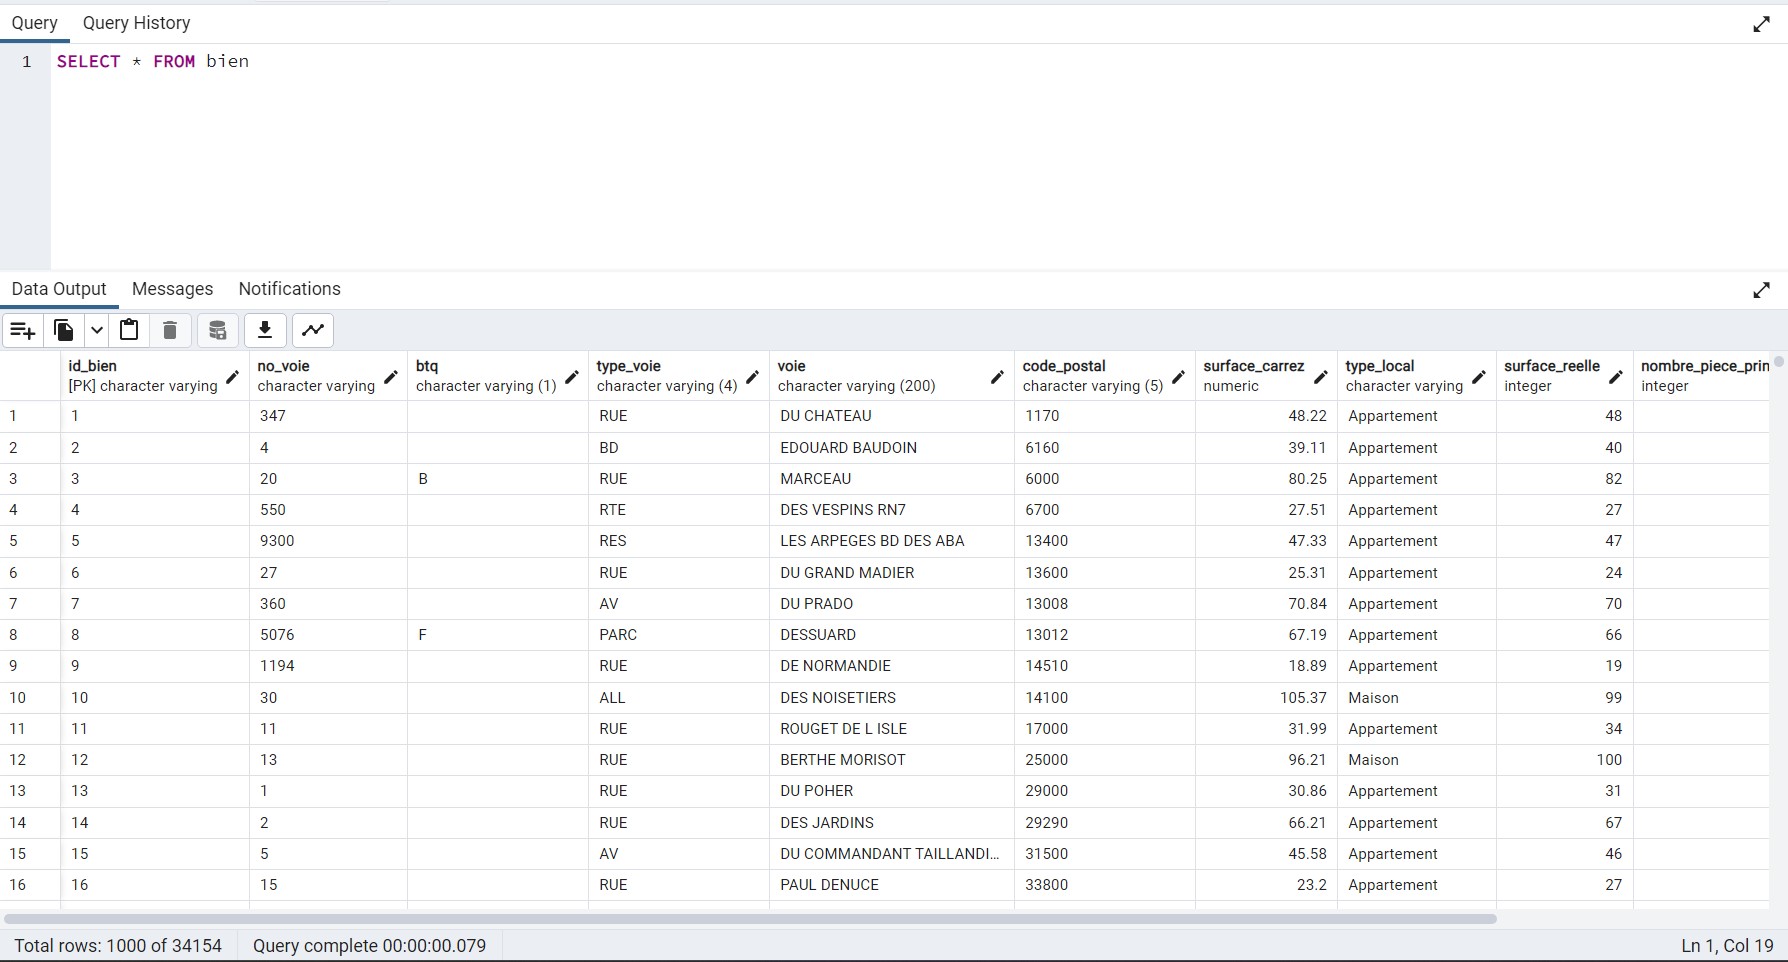 Query Query History
1 SELECT * FROM bien
Data Output Messages Notifications
id_bien no_voie btq type_voie voie code_postal surface_carrez type_local surface_reelle nombre_piece_prin
[PK] character varying character varying character varying (1) character varying (4) character varying (200) character varying (5) numeric character varying integer integer
1 1 347 RUE DU CHATEAU 1170 48.22 Appartement 48
2 2 4 BD EDOUARD BAUDOIN 6160 39.11 Appartement 40
3 3 20 B RUE MARCEAU 6000 80.25 Appartement 82
4 4 550 RTE DES VESPINS RN7 6700 27.51 Appartement 27
5 5 9300 RES LES ARPEGES BD DES ABA 13400 47.33 Appartement 47
6 6 27 RUE DU GRAND MADIER 13600 25.31 Appartement 24
7 7 360 AV DU PRADO 13008 70.84 Appartement 70
8 8 5076 F PARC DESSUARD 13012 67.19 Appartement 66
9 9 1194 RUE DE NORMANDIE 14510 18.89 Appartement 19
10 10 30 ALL DES NOISETIERS 14100 105.37 Maison 99
11 11 11 RUE ROUGET DE L ISLE 17000 31.99 Appartement 34
12 12 13 RUE BERTHE MORISOT 25000 96.21 Maison 100
13 13 1 RUE DU POHER 29000 30.86 Appartement 31
14 14 2 RUE DES JARDINS 29290 66.21 Appartement 67
15 15 5 AV DU COMMANDANT TAILLANDI... 31500 45.58 Appartement 46
16 16 15 RUE PAUL DENUCE 33800 23.2 Appartement 27
Total rows: 1000 of 34154 Query complete 00:00:00.079 Ln 1, Col 19